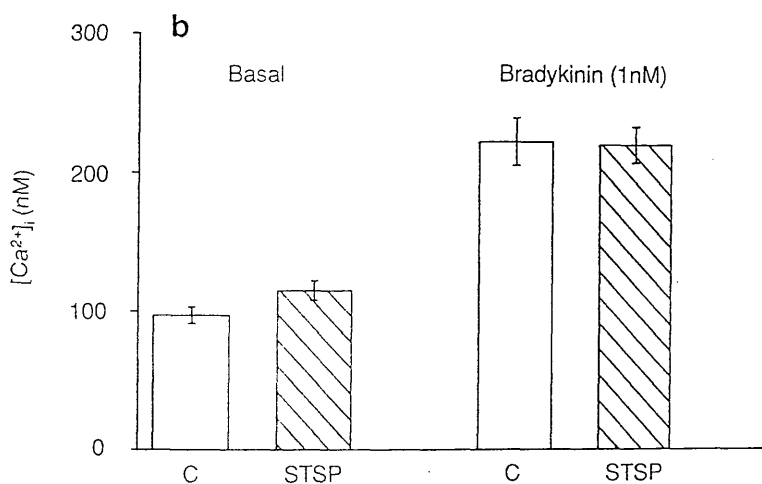 b
300
Basal
Bradykinin (1nM)
200
[Ca²⁺]ᵢ (nM)
100
0
C
STSP
C
STSP